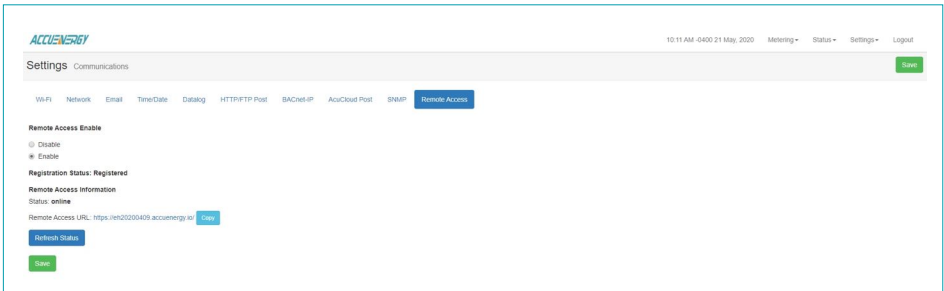 ACCUENERGY
10:11 AM -0400 21 May, 2020 Metering Status Settings Logout
Settings Communications Save
Wi-Fi Network Email Time/Date Datalog HTTP/FTP Post BACnet-IP AcuCloud Post SNMP Remote Access
Remote Access Enable
Disable
Enable
Registration Status: Registered
Remote Access Information
Status: online
Remote Access URL: https://eh20200409.accuenergy.io/ Copy
Refresh Status
Save